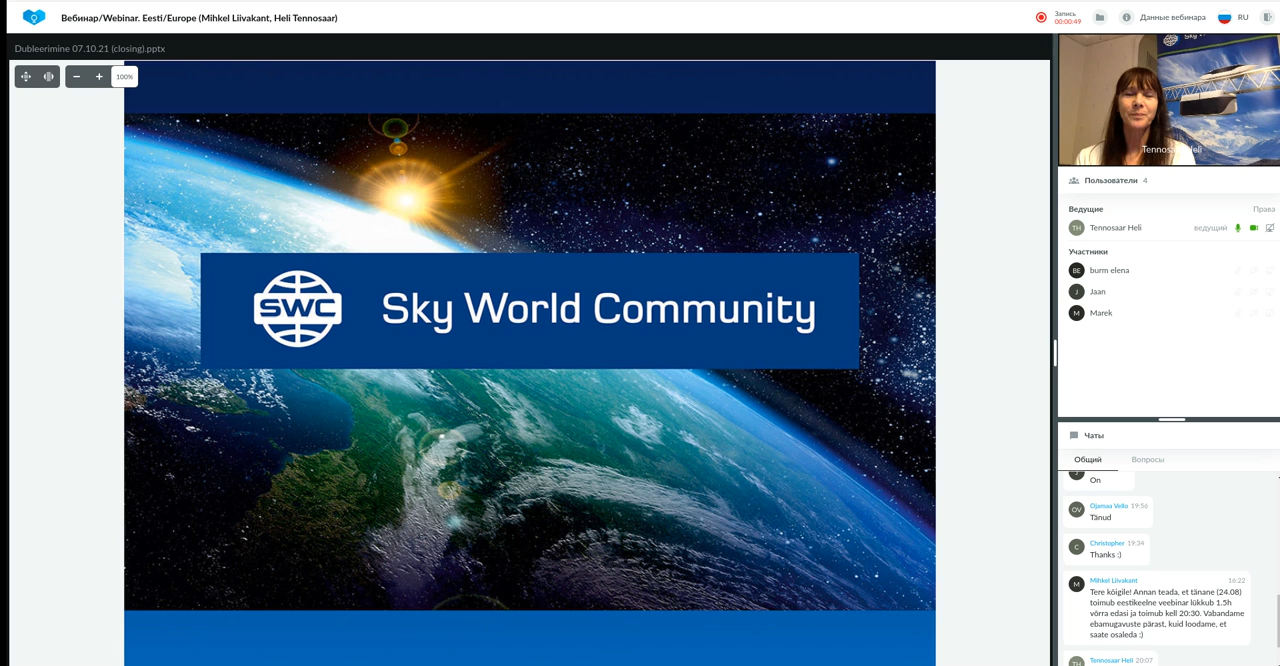 Вебинар/Webinar. Eesti/Europe (Mihkel Liivakant, Heli Tennosaar)
Запись
00:00:49
Данные вебинара
RU
Dubleerimine 07.10.21 (closing).pptx
100%
SWC
Sky World Community
Tennosaar Heli
Пользователи 4
Ведущие
Права
TH
Tennosaar Heli
ведущий
Участники
BE
burm elena
J
Jaan
M
Marek
Чаты
Общий
Вопросы
On
OV
Ojamaa Vello 19:56
Tänud
C
Christopher 19:34
Thanks :)
M
Mihkel Liivakant 16:22
Tere kõigile! Annan teada, et tänane (24.08)
toimub eestikeelne veebinar lükkub 1.5h
võrra edasi ja toimub kell 20:30. Vabandame
ebamugavuste pärast, kuid loodame, et
saate osaleda :)
TH
Tennosaar Heli 20:07